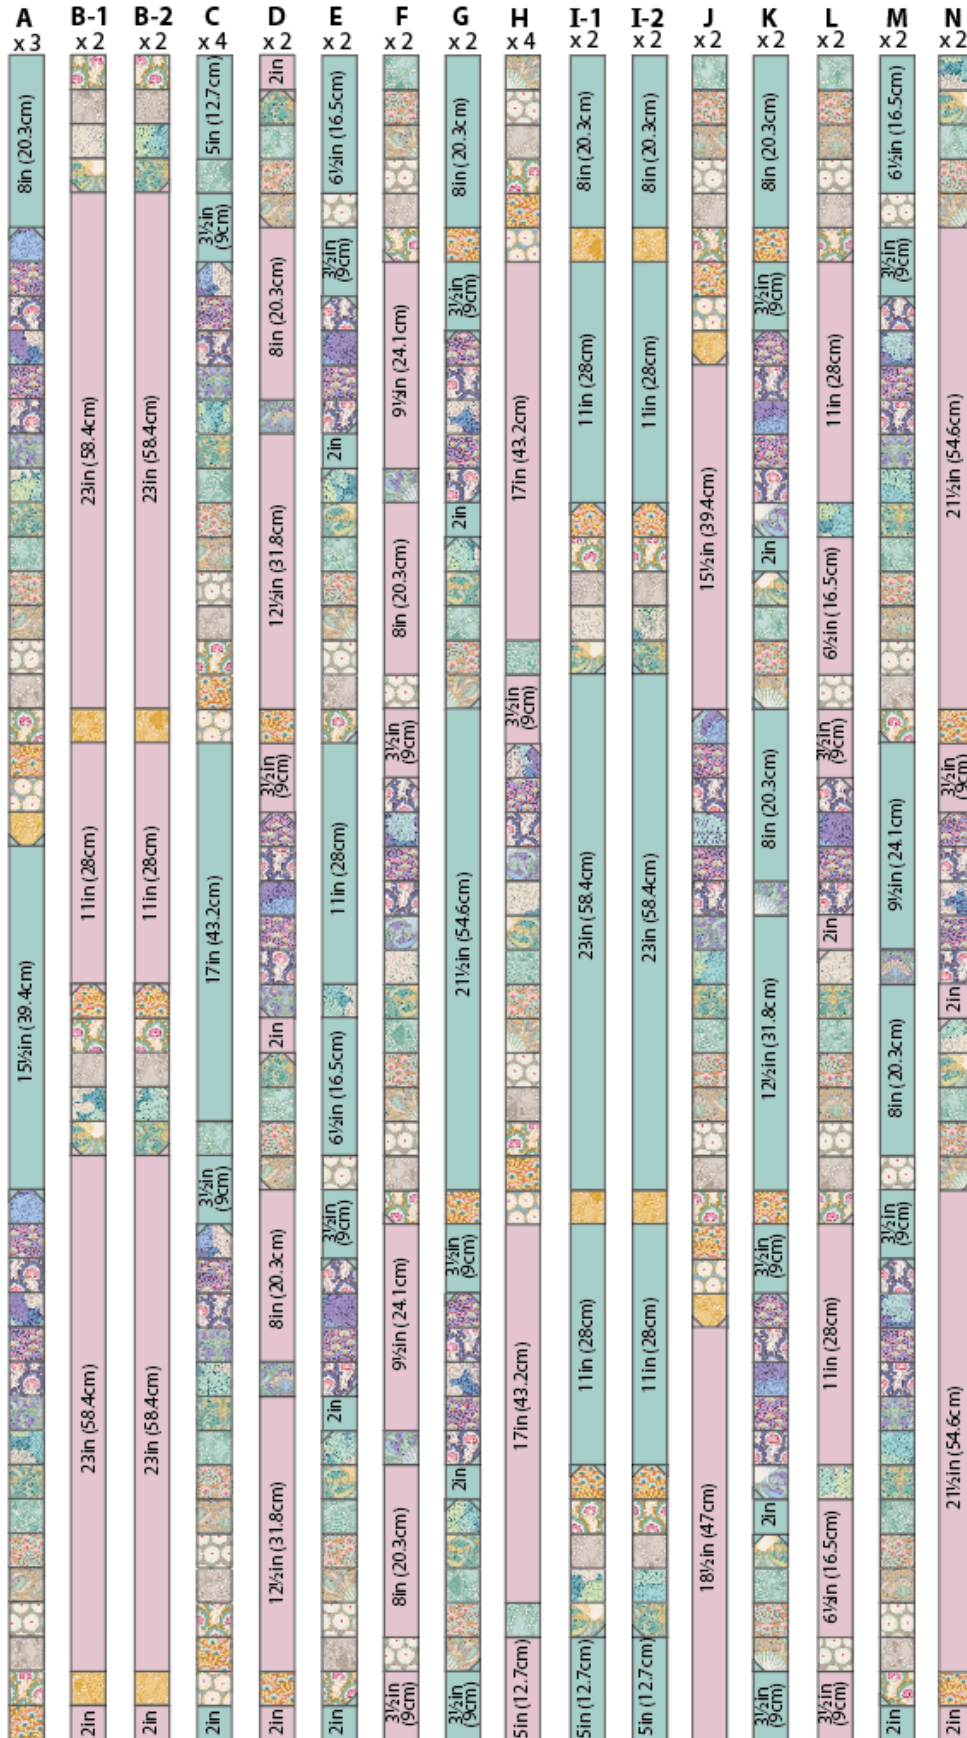 A B-1 B-2 C D E F G H I-1 I-2 J K L M N
x 3 x 2 x 2 x 4 x 2 x 2 x 2 x 2 x 4 x 2 x 2 x 2 x 2 x 2 x 2 x 2
8in (20.3cm)
15½in (39.4cm)
23in (58.4cm)
11in (28cm)
23in (58.4cm)
2in
23in (58.4cm)
11in (28cm)
23in (58.4cm)
2in
5in (12.7cm)
3½in
(9cm)
17in (43.2cm)
3½in
(9cm)
2in
2in
8in (20.3cm)
12½in (31.8cm)
3½in
(9cm)
2in
8in (20.3cm)
12½in (31.8cm)
2in
6½in (16.5cm)
3½in
(9cm)
2in
11in (28cm)
6½in (16.5cm)
3½in
(9cm)
2in
2in
9½in (24.1cm)
8in (20.3cm)
3½in
(9cm)
9½in (24.1cm)
8in (20.3cm)
3½in
(9cm)
8in (20.3cm)
3½in
(9cm)
2in
21½in (54.6cm)
3½in
(9cm)
2in
3½in
(9cm)
17in (43.2cm)
3½in
(9cm)
17in (43.2cm)
5in (12.7cm)
8in (20.3cm)
11in (28cm)
23in (58.4cm)
11in (28cm)
5in (12.7cm)
8in (20.3cm)
11in (28cm)
23in (58.4cm)
11in (28cm)
5in (12.7cm)
15½in (39.4cm)
18½in (47cm)
8in (20.3cm)
3½in
(9cm)
2in
8in (20.3cm)
12½in (31.8cm)
3½in
(9cm)
2in
3½in
(9cm)
11in (28cm)
6½in (16.5cm)
3½in
(9cm)
2in
11in (28cm)
6½in (16.5cm)
3½in
(9cm)
6½in (16.5cm)
3½in
(9cm)
9½in (24.1cm)
8in (20.3cm)
3½in
(9cm)
2in
21½in (54.6cm)
3½in
(9cm)
2in
21½in (54.6cm)
2in